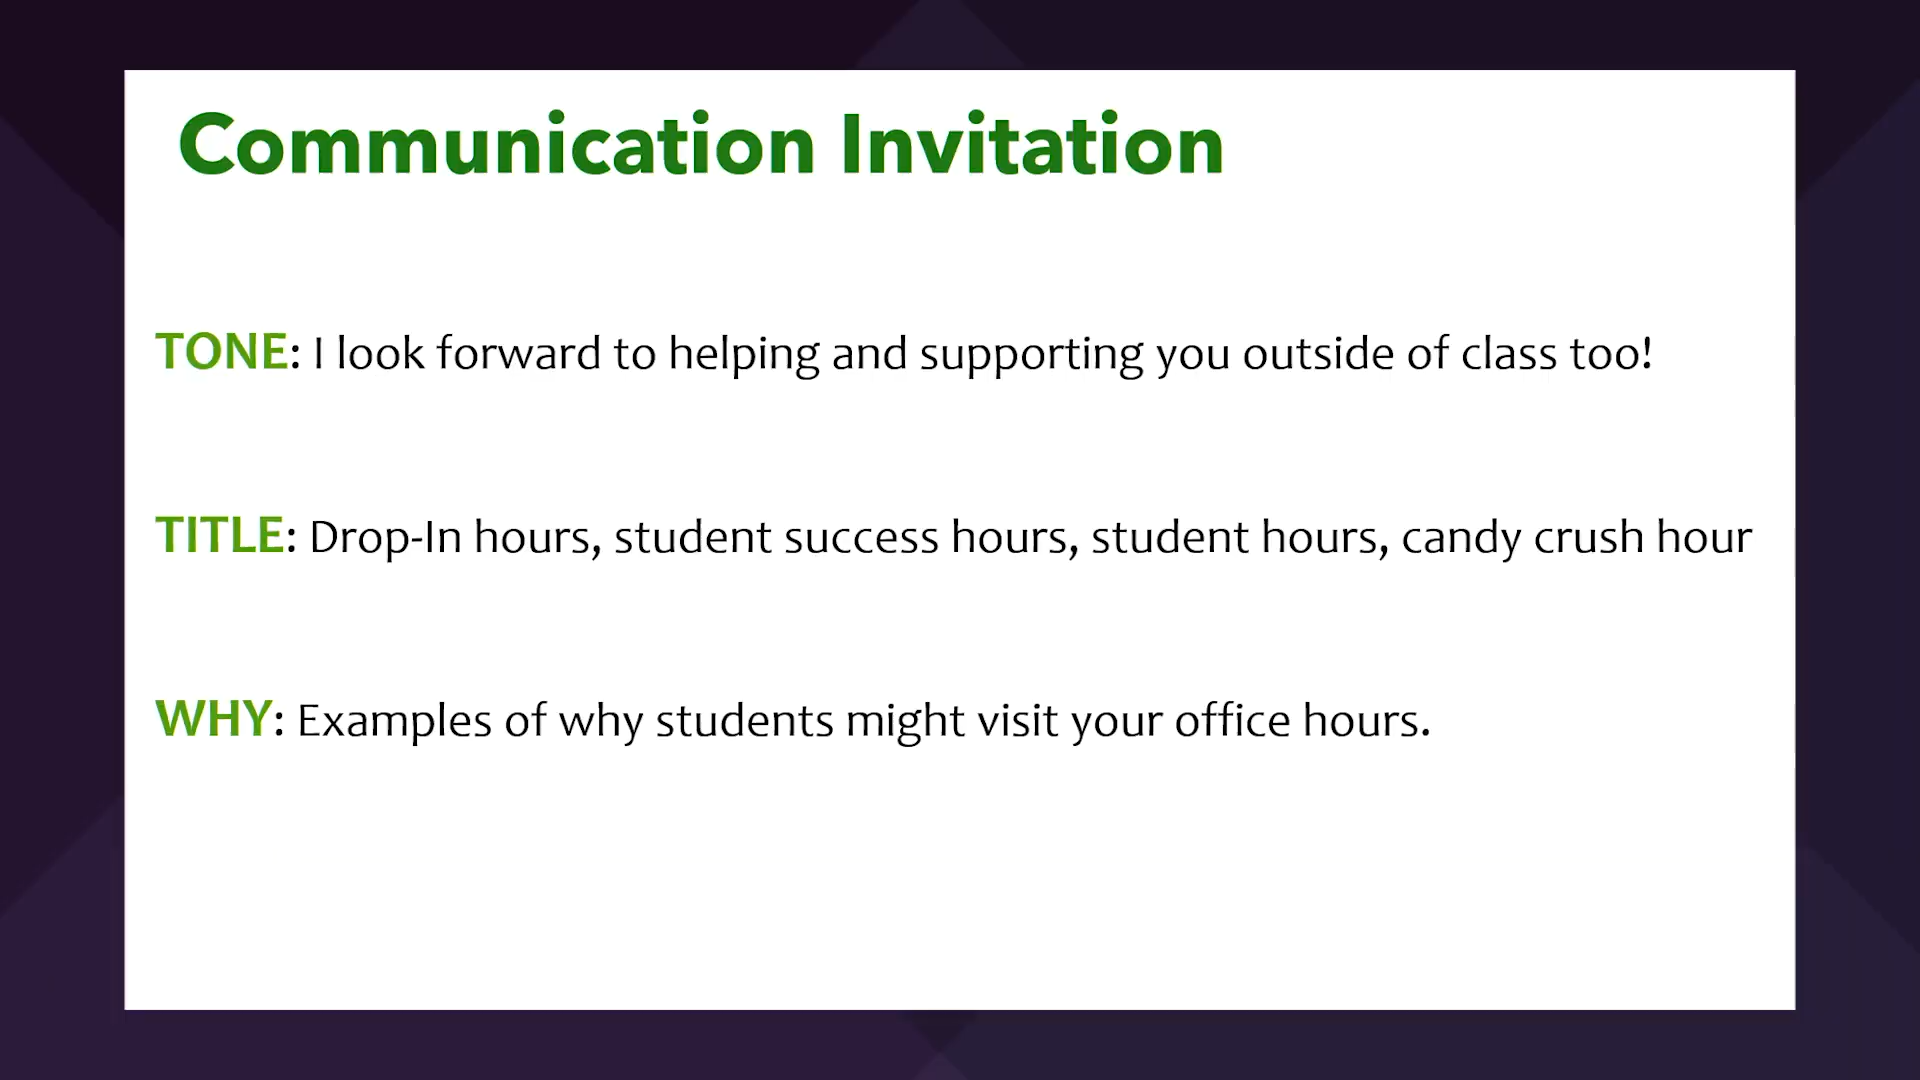 Communication Invitation
TONE: I look forward to helping and supporting you outside of class too!
TITLE: Drop-In hours, student success hours, student hours, candy crush hour
WHY: Examples of why students might visit your office hours.